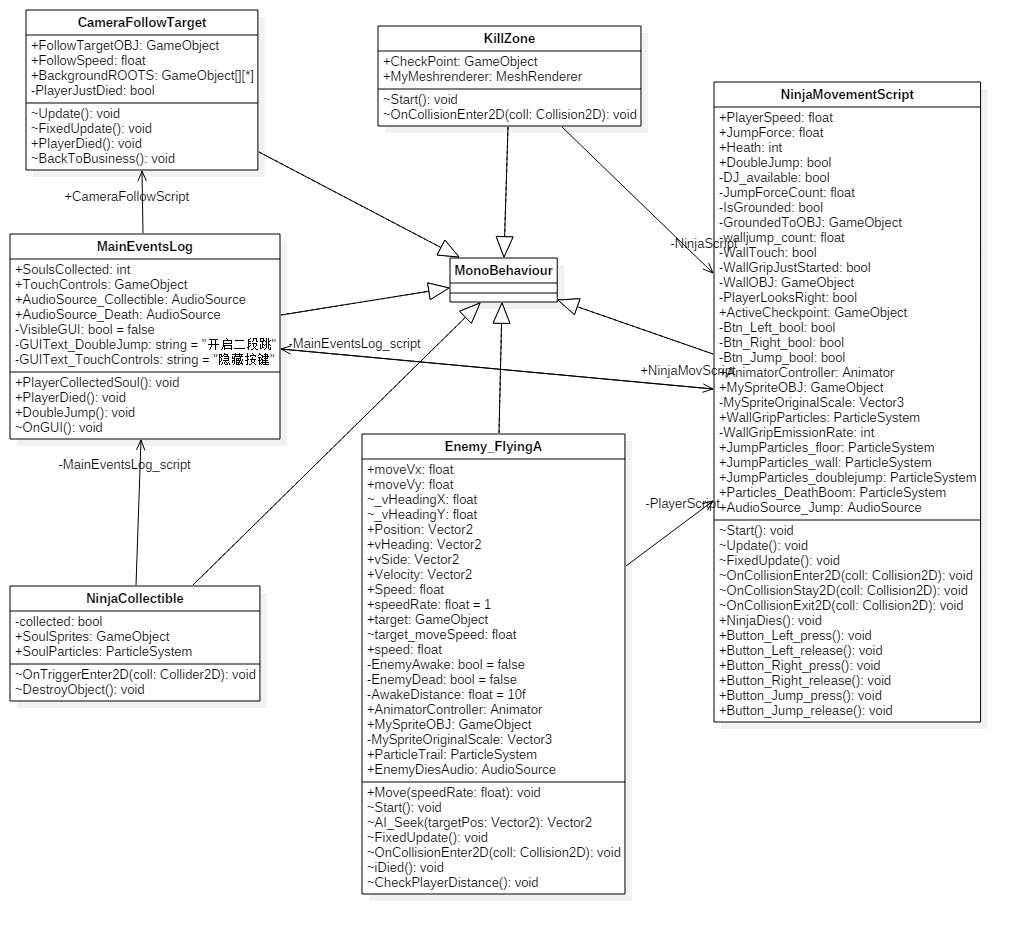 CameraFollowTarget
+FollowTargetOBJ: GameObject
+FollowSpeed: float
+BackgroundROOTS: GameObject[][*]
-PlayerJustDied: bool
~Update(): void
~FixedUpdate(): void
+PlayerDied(): void
~BackToBusiness(): void
KillZone
+CheckPoint: GameObject
+MyMeshrenderer: MeshRenderer
~Start(): void
~OnCollisionEnter2D(coll: Collision2D): void
+CameraFollowScript
MainEventsLog
+SoulsCollected: int
+TouchControls: GameObject
+AudioSource_Collectible: AudioSource
+AudioSource_Death: AudioSource
-VisibleGUI: bool = false
-GUIText_DoubleJump: string = "开启二段跳"
-GUIText_TouchControls: string = "隐藏按键"
+PlayerCollectedSoul(): void
+PlayerDied(): void
+DoubleJump(): void
~OnGUI(): void
MonoBehaviour
-NinjaScript
-MainEventsLog_script
+NinjaMovScript
-MainEventsLog_script
-PlayerScript
NinjaCollectible
-collected: bool
+SoulSprites: GameObject
+SoulParticles: ParticleSystem
~OnTriggerEnter2D(coll: Collider2D): void
~DestroyObject(): void
Enemy_FlyingA
+moveVx: float
+moveVy: float
~_vHeadingX: float
~_vHeadingY: float
+Position: Vector2
+vHeading: Vector2
+vSide: Vector2
+Velocity: Vector2
+Speed: float
+speedRate: float = 1
+target: GameObject
~target_moveSpeed: float
+speed: float
-EnemyAwake: bool = false
-EnemyDead: bool = false
-AwakeDistance: float = 10f
+AnimatorController: Animator
+MySpriteOBJ: GameObject
-MySpriteOriginalScale: Vector3
+ParticleTrail: ParticleSystem
+EnemyDiesAudio: AudioSource
+Move(speedRate: float): void
~Start(): void
~AI_Seek(targetPos: Vector2): Vector2
~FixedUpdate(): void
~OnCollisionEnter2D(coll: Collision2D): void
~iDied(): void
~CheckPlayerDistance(): void
NinjaMovementScript
+PlayerSpeed: float
+JumpForce: float
+Heath: int
+DoubleJump: bool
-DJ_available: bool
-JumpForceCount: float
-IsGrounded: bool
-GroundedToOBJ: GameObject
-walljump_count: float
-WallTouch: bool
-WallGripJustStarted: bool
-WallOBJ: GameObject
-PlayerLooksRight: bool
+ActiveCheckpoint: GameObject
-Btn_Left_bool: bool
-Btn_Right_bool: bool
-Btn_Jump_bool: bool
+AnimatorController: Animator
+MySpriteOBJ: GameObject
-MySpriteOriginalScale: Vector3
+WallGripParticles: ParticleSystem
-WallGripEmissionRate: int
+JumpParticles_floor: ParticleSystem
+JumpParticles_wall: ParticleSystem
+JumpParticles_doublejump: ParticleSystem
+Particles_DeathBoom: ParticleSystem
+AudioSource_Jump: AudioSource
~Start(): void
~Update(): void
~FixedUpdate(): void
~OnCollisionEnter2D(coll: Collision2D): void
~OnCollisionStay2D(coll: Collision2D): void
~OnCollisionExit2D(coll: Collision2D): void
+NinjaDies(): void
+Button_Left_press(): void
+Button_Left_release(): void
+Button_Right_press(): void
+Button_Right_release(): void
+Button_Jump_press(): void
+Button_Jump_release(): void